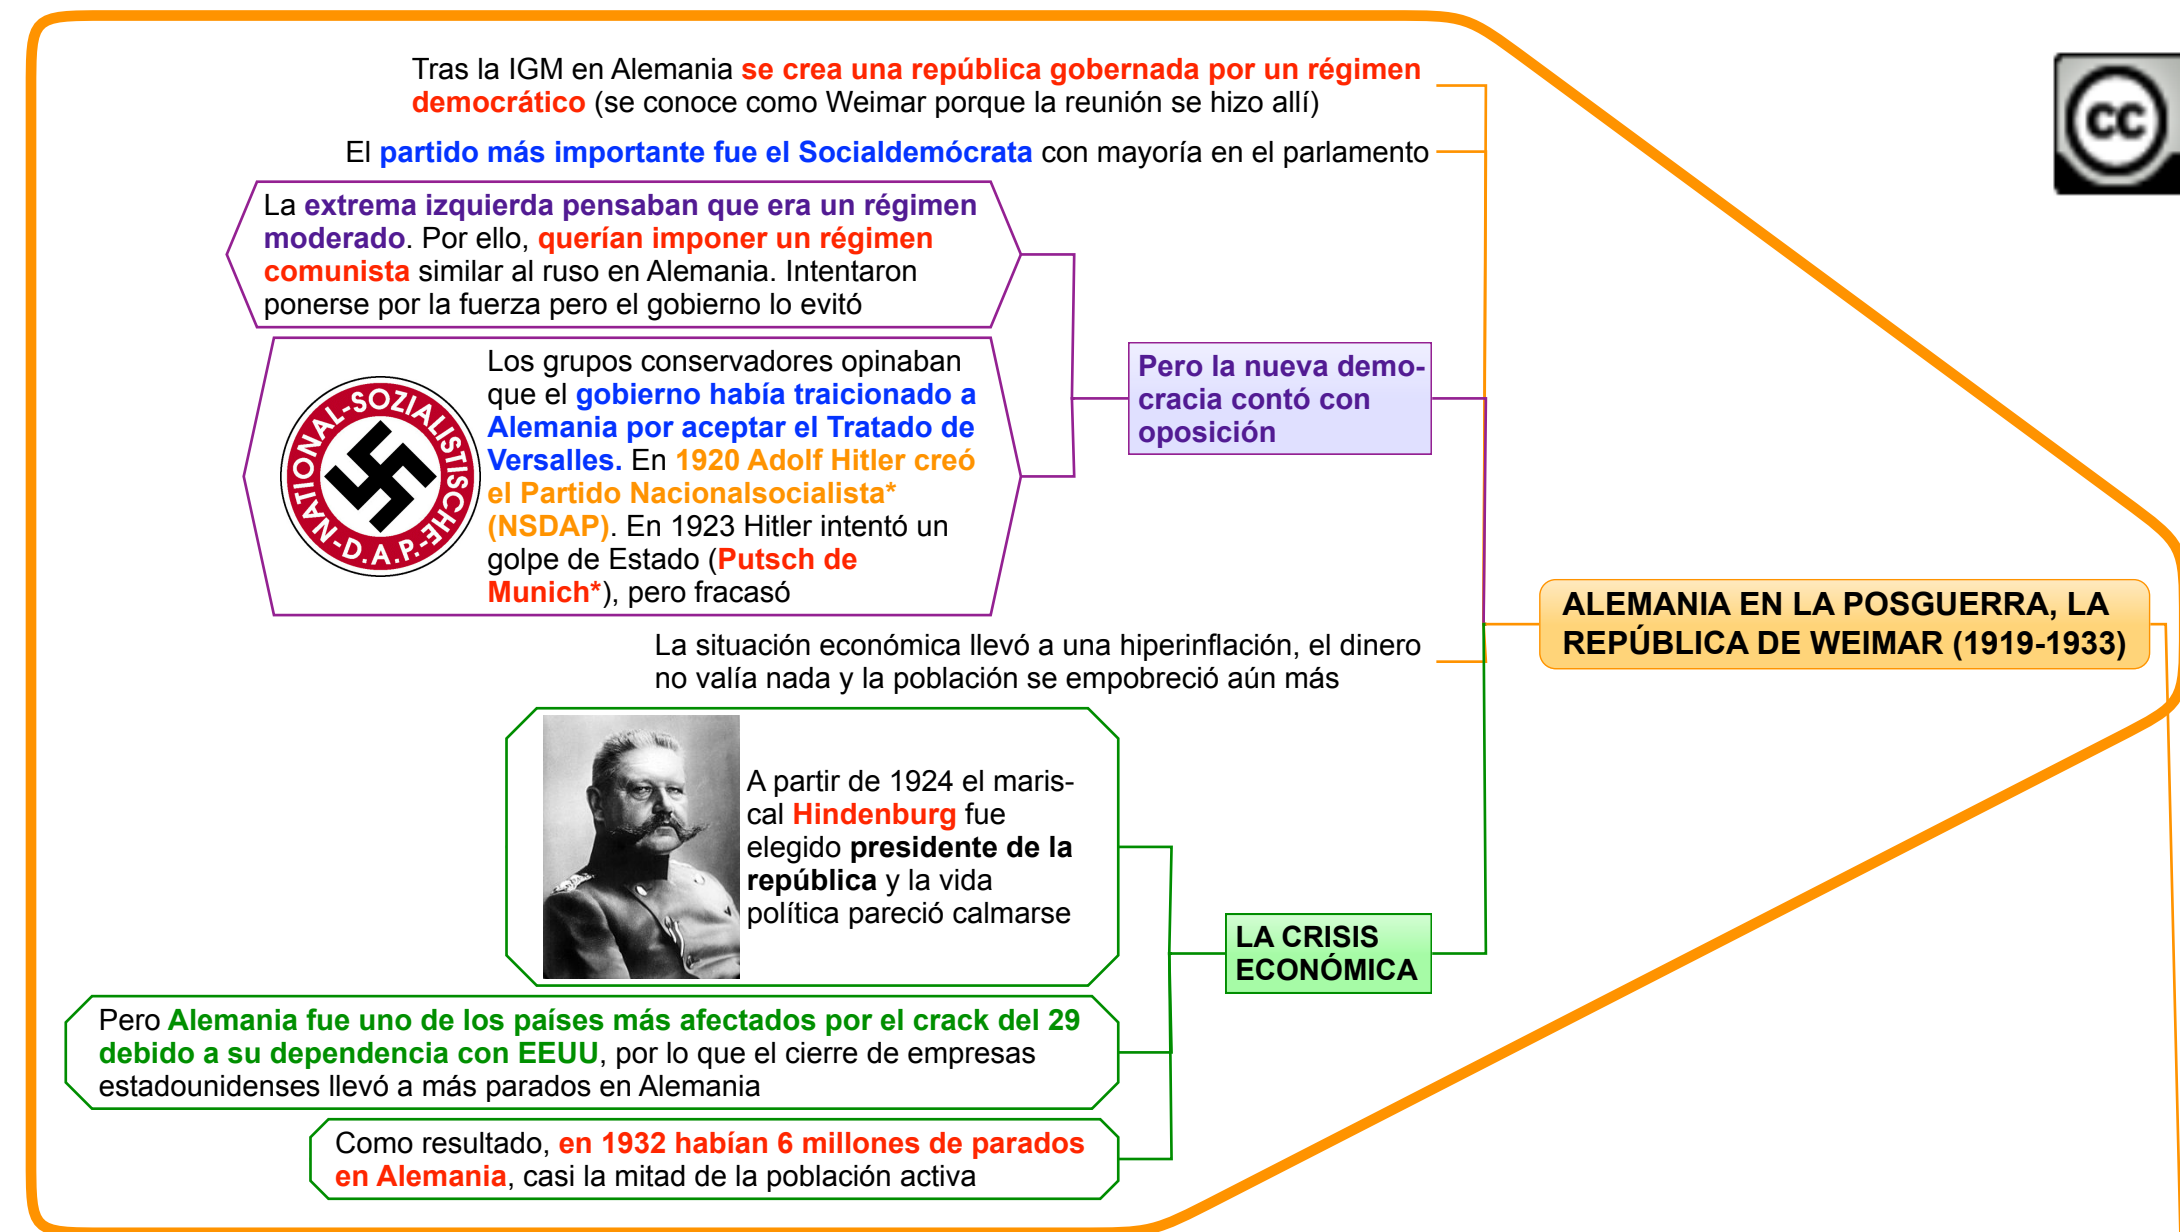 Tras la IGM en Alemania se crea una república gobernada por un régimen
democrático (se conoce como Weimar porque la reunión se hizo allí)
El partido más importante fue el Socialdemócrata con mayoría en el parlamento
La extrema izquierda pensaban que era un régimen
moderado. Por ello, querían imponer un régimen
comunista similar al ruso en Alemania. Intentaron
ponerse por la fuerza pero el gobierno lo evitó
NATIONAL-SOZIALISTISCHE-
D.A.P.
Los grupos conservadores opinaban
que el gobierno había traicionado a
Alemania por aceptar el Tratado de
Versalles. En 1920 Adolf Hitler creó
el Partido Nacionalsocialista*
(NSDAP). En 1923 Hitler intentó un
golpe de Estado (Putsch de
Munich*), pero fracasó
Pero la nueva demo-
cracia contó con
oposición
La situación económica llevó a una hiperinflación, el dinero
no valía nada y la población se empobreció aún más
A partir de 1924 el maris-
cal Hindenburg fue
elegido presidente de la
república y la vida
política pareció calmarse
Pero Alemania fue uno de los países más afectados por el crack del 29
debido a su dependencia con EEUU, por lo que el cierre de empresas
estadounidenses llevó a más parados en Alemania
Como resultado, en 1932 habían 6 millones de parados
en Alemania, casi la mitad de la población activa
LA CRISIS
ECONÓMICA
ALEMANIA EN LA POSGUERRA, LA
REPÚBLICA DE WEIMAR (1919-1933)
cc